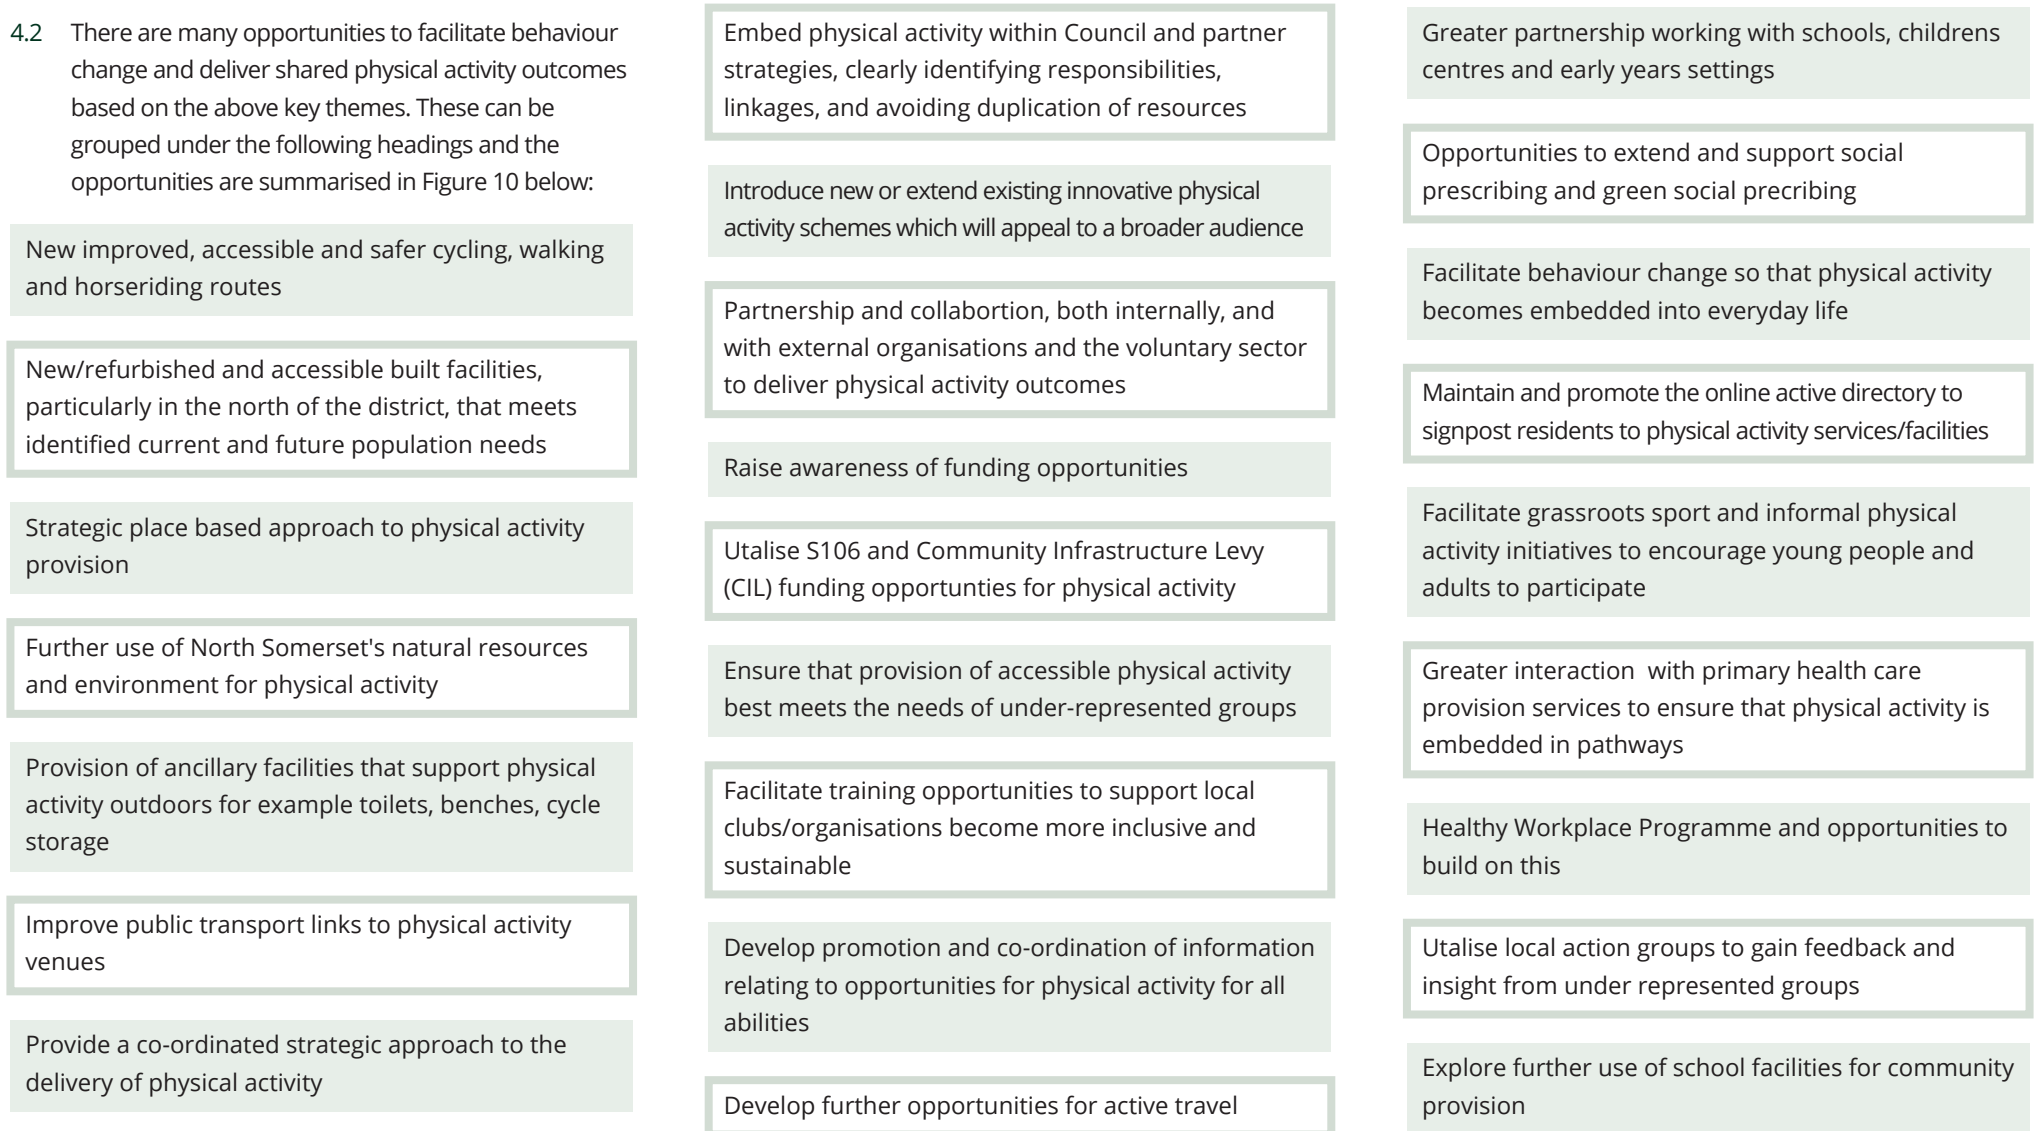 4.2 There are many opportunities to facilitate behaviour
change and deliver shared physical activity outcomes
based on the above key themes. These can be
grouped under the following headings and the
opportunities are summarised in Figure 10 below:
New improved, accessible and safer cycling, walking
and horseriding routes
New/refurbished and accessible built facilities,
particularly in the north of the district, that meets
identified current and future population needs
Strategic place based approach to physical activity
provision
Further use of North Somerset's natural resources
and environment for physical activity
Provision of ancillary facilities that support physical
activity outdoors for example toilets, benches, cycle
storage
Improve public transport links to physical activity
venues
Provide a co-ordinated strategic approach to the
delivery of physical activity
Embed physical activity within Council and partner
strategies, clearly identifying responsibilities,
linkages, and avoiding duplication of resources
Introduce new or extend existing innovative physical
activity schemes which will appeal to a broader audience
Partnership and collabortion, both internally, and
with external organisations and the voluntary sector
to deliver physical activity outcomes
Raise awareness of funding opportunities
Utalise S106 and Community Infrastructure Levy
(CIL) funding opportunties for physical activity
Ensure that provision of accessible physical activity
best meets the needs of under-represented groups
Facilitate training opportunities to support local
clubs/organisations become more inclusive and
sustainable
Develop promotion and co-ordination of information
relating to opportunities for physical activity for all
abilities
Develop further opportunities for active travel
Greater partnership working with schools, childrens
centres and early years settings
Opportunities to extend and support social
prescribing and green social precribing
Facilitate behaviour change so that physical activity
becomes embedded into everyday life
Maintain and promote the online active directory to
signpost residents to physical activity services/facilities
Facilitate grassroots sport and informal physical
activity initiatives to encourage young people and
adults to participate
Greater interaction  with primary health care
provision services to ensure that physical activity is
embedded in pathways
Healthy Workplace Programme and opportunities to
build on this
Utalise local action groups to gain feedback and
insight from under represented groups
Explore further use of school facilities for community
provision